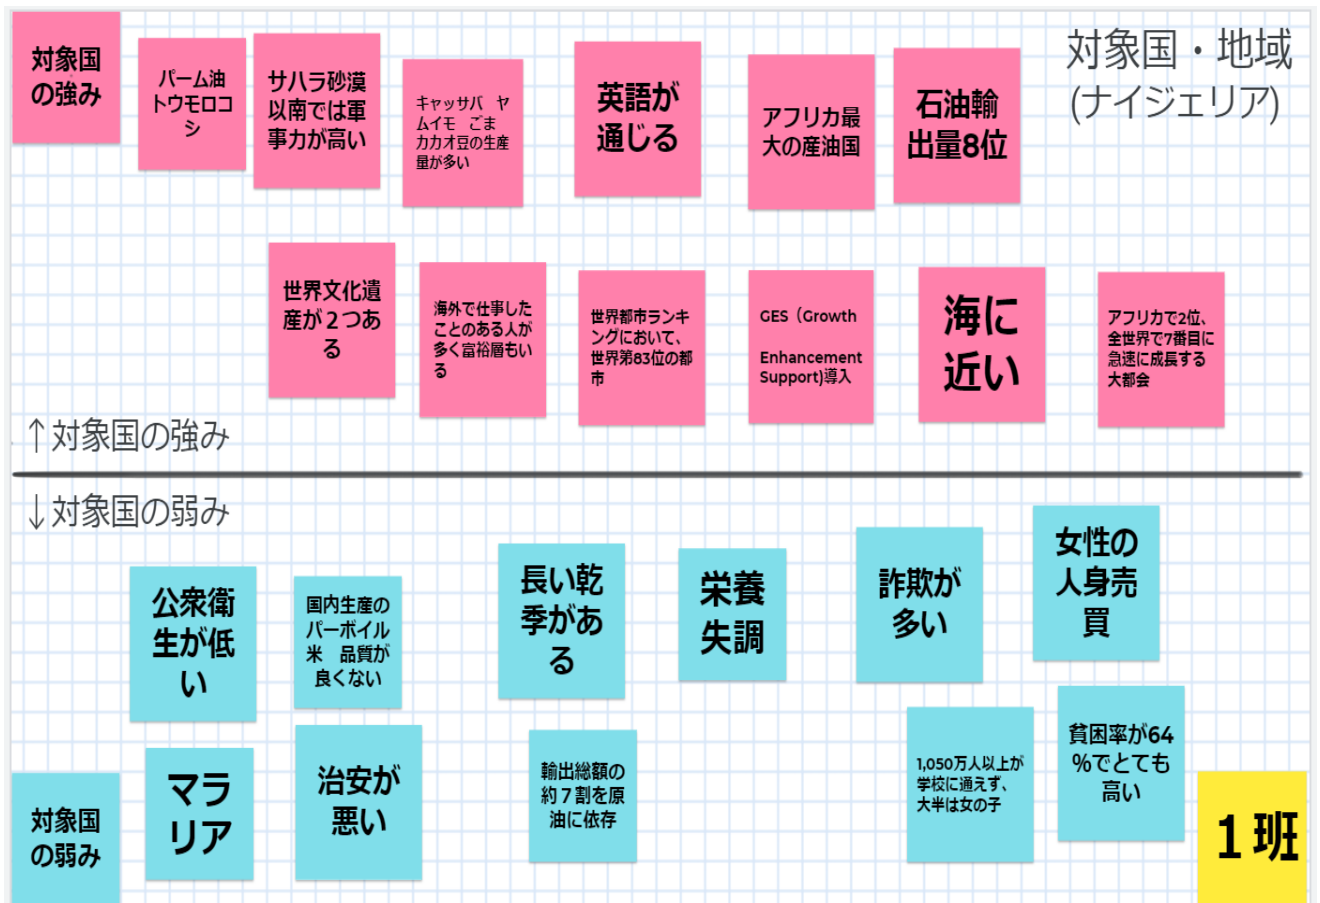 対象国
の強み
パーム油
トウモロコ
シ
サハラ砂漠
以南では軍
事力が高い
キャッサバ　ヤ
ムイモ　ごま
カカオ豆の生産
量が多い
英語が
通じる
アフリカ最
大の産油国
石油輸
出量8位
対象国・地域
(ナイジェリア)
世界文化遺
産が２つあ
る
海外で仕事した
ことのある人が
多く富裕層もい
る
世界都市ランキ
ングにおいて、
世界第83位の都
市
GES（Growth
Enhancement
Support)導入
海に
近い
アフリカで2位、
全世界で7番目に
急速に成長する
大都会
↑対象国の強み
↓対象国の弱み
公衆衛
生が低
い
国内生産の
パーボイル
米　品質が
良くない
長い乾
季があ
る
栄養
失調
詐欺が
多い
女性の
人身売
買
対象国
の弱み
マラ
リア
治安が
悪い
輸出総額の
約７割を原
油に依存
1,050万人以上が
学校に通えず、
大半は女の子
貧困率が64
%でとても
高い
１班